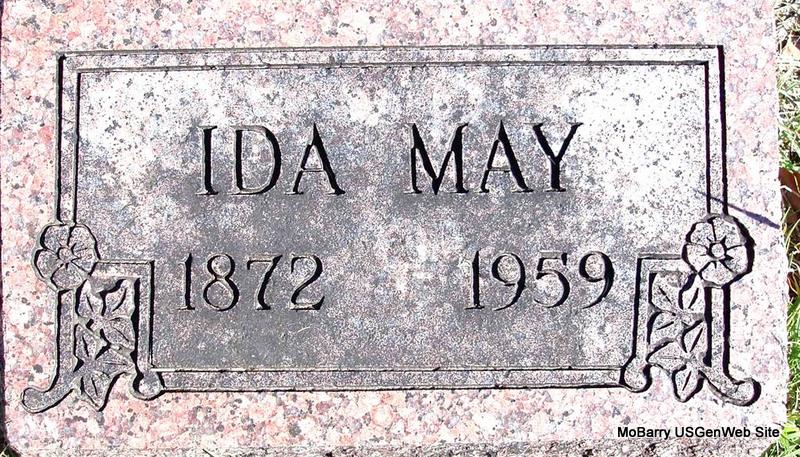 IDA MAY
1872 1959
MoBarry USGenWeb Site